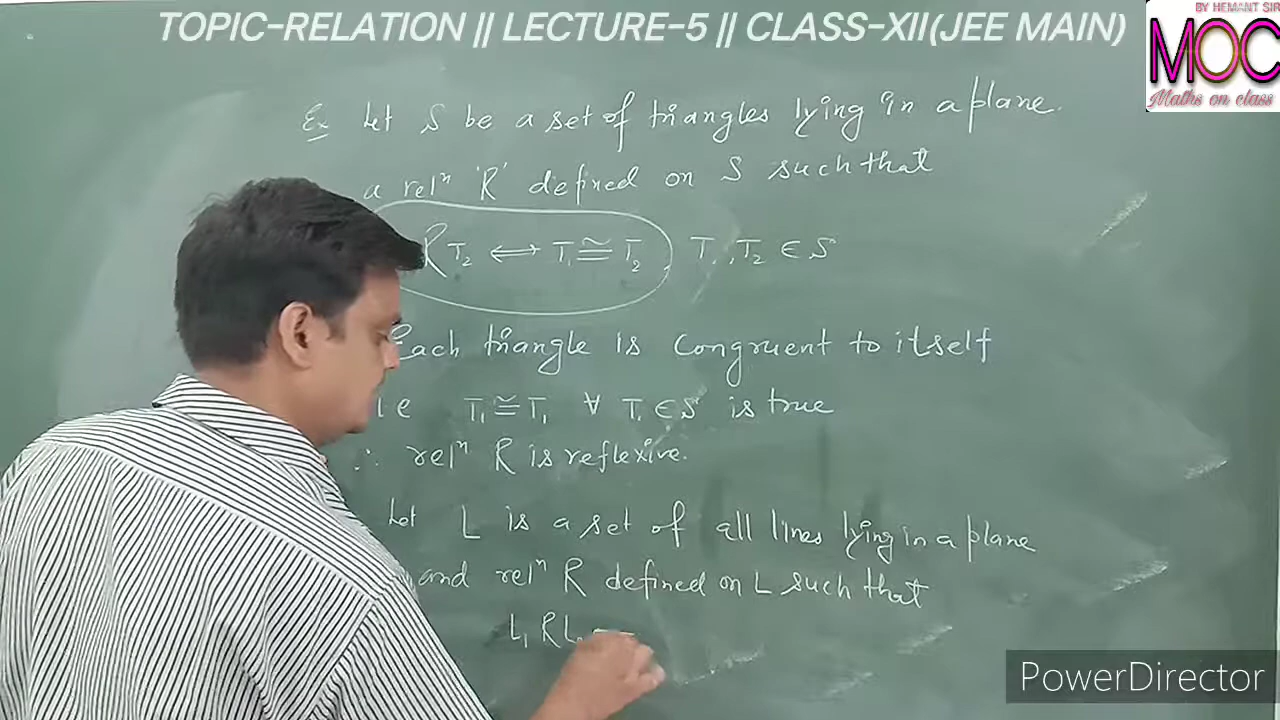 TOPIC-RELATION || LECTURE-5 || CLASS-XII(JEE MAIN)
BY HEMANT SIR
MOC
Maths on class
Ex Let S be a set of triangles lying in a plane.
a relⁿ 'R' defined on S such that
R T₂ ⟺ T₁ ≅ T₂ T₁, T₂ ∈ S
Each triangle is congruent to itself
ie T₁ ≅ T₁ ∀ T₁ ∈ S is true
∴ relⁿ R is reflexive.
Let L is a set of all lines lying in a plane
and relⁿ R defined on L such that
L₁ R L
PowerDirector